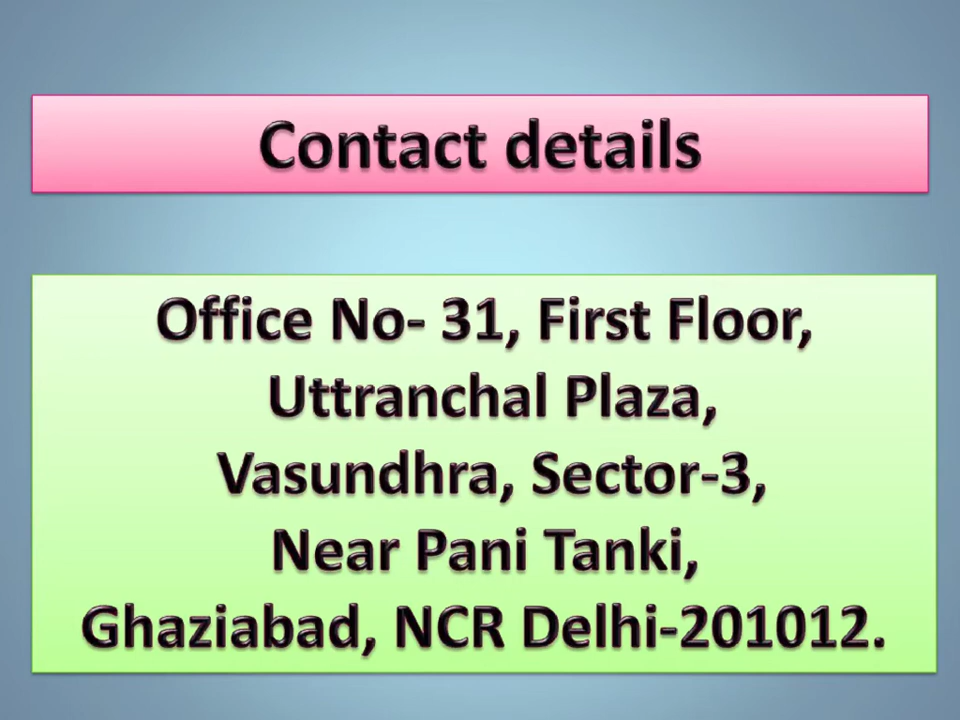 Contact details
Office No- 31, First Floor,
Uttranchal Plaza,
Vasundhra, Sector-3,
Near Pani Tanki,
Ghaziabad, NCR Delhi-201012.